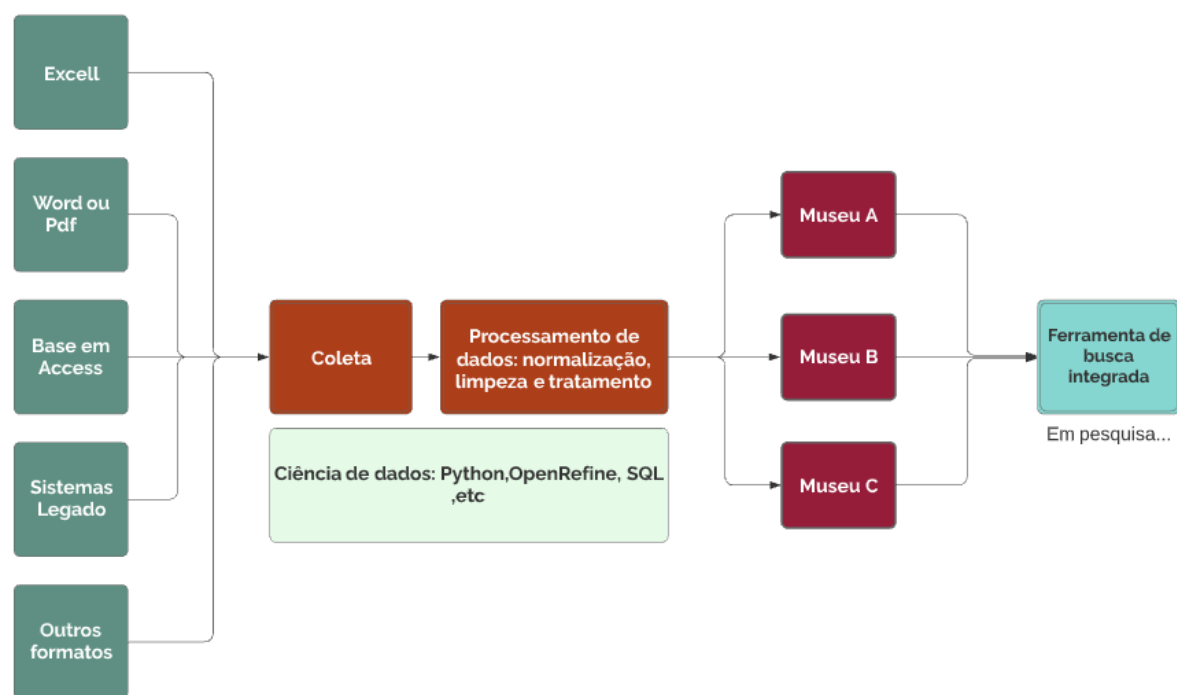 Excell
Word ou
Pdf
Base em
Access
Sistemas
Legado
Outros
formatos
Coleta
Processamento de
dados: normalização,
limpeza e tratamento
Ciência de dados: Python,OpenRefine, SQL
,etc
Museu A
Museu B
Museu C
Ferramenta de
busca
integrada
Em pesquisa...